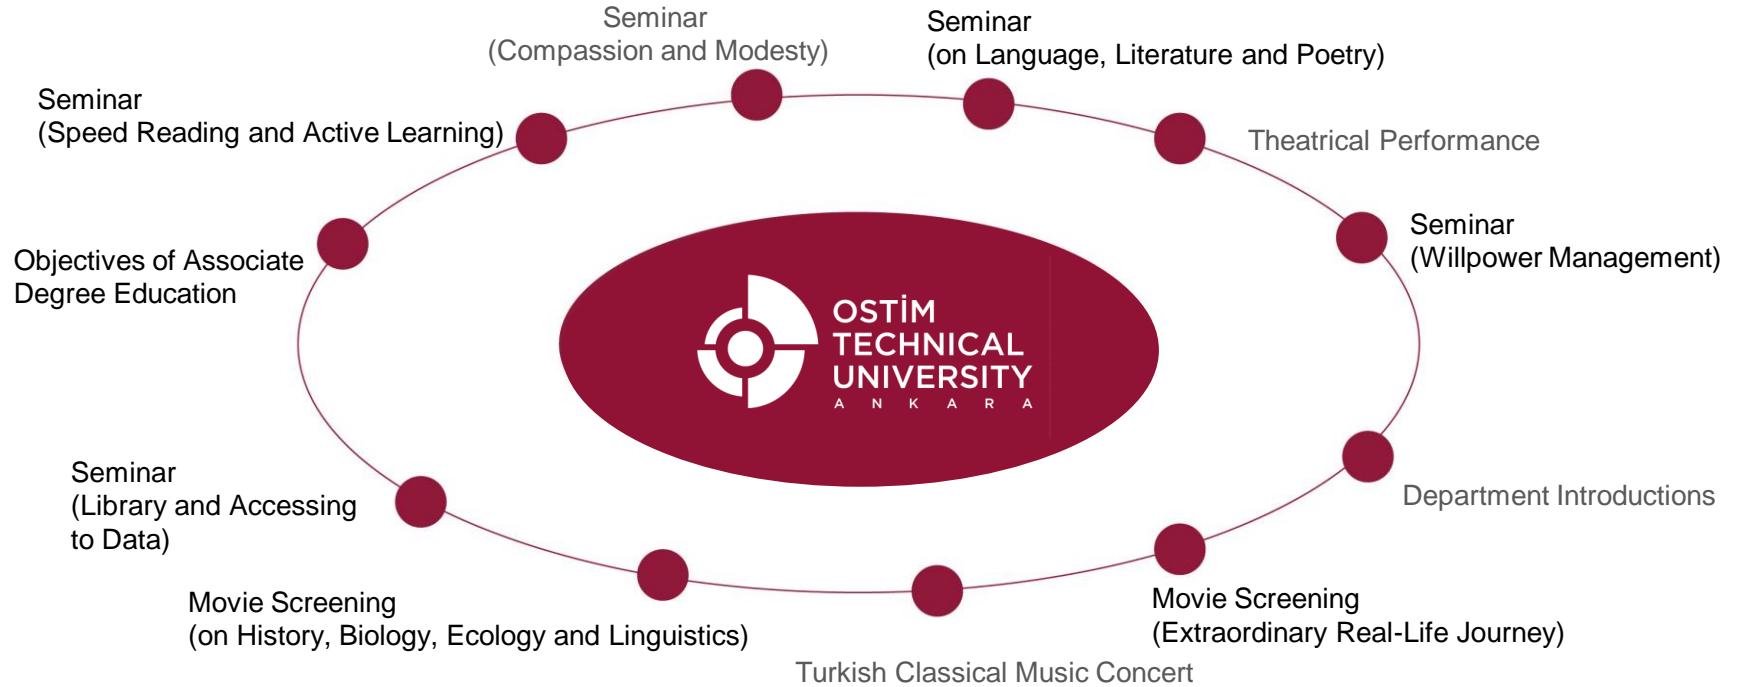 Seminar
(Compassion and Modesty)
Seminar
(on Language, Literature and Poetry)
Seminar
(Speed Reading and Active Learning)
Theatrical Performance
Seminar
(Willpower Management)
Objectives of Associate
Degree Education
OSTİM
TECHNICAL
UNIVERSITY
ANKARA
Seminar
(Library and Accessing
to Data)
Department Introductions
Movie Screening
(on History, Biology, Ecology and Linguistics)
Movie Screening
(Extraordinary Real-Life Journey)
Turkish Classical Music Concert